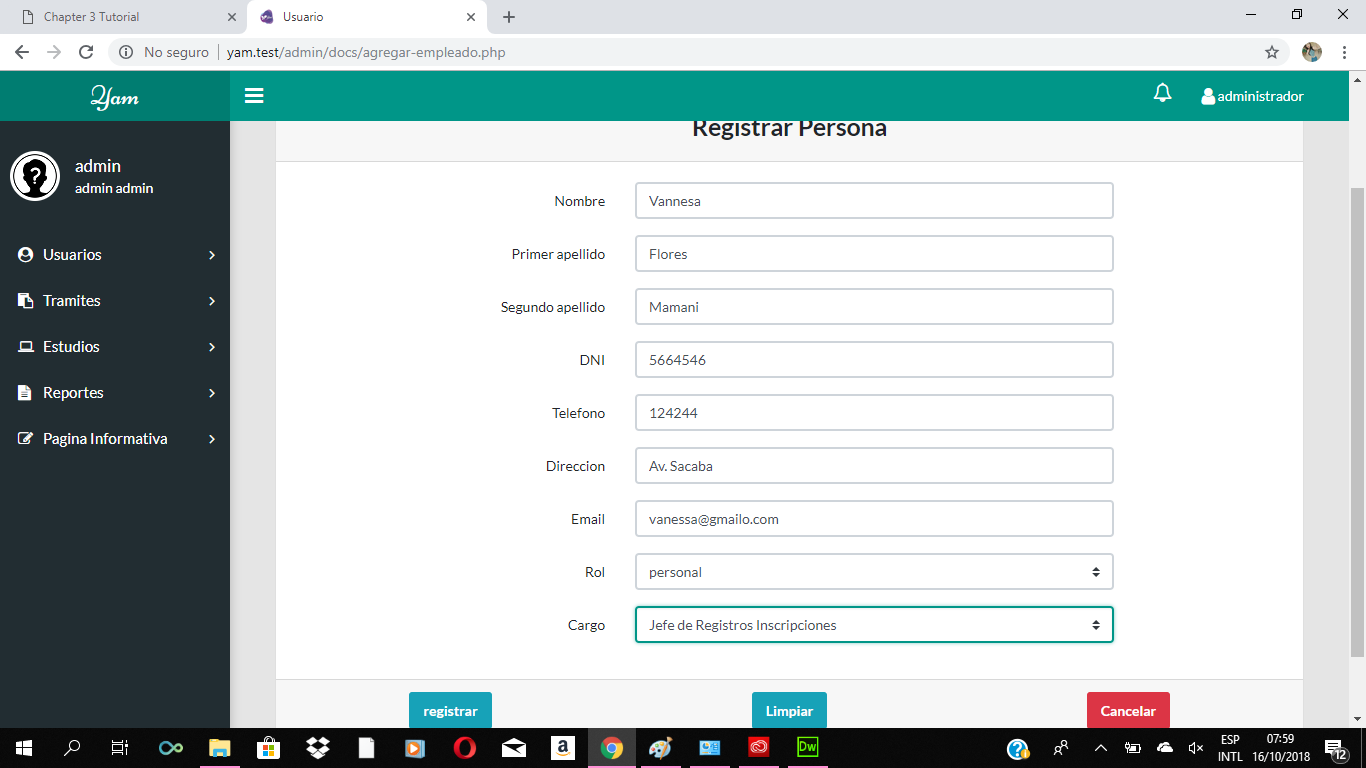 Chapter 3 Tutorial
Usuario
No seguro
yam.test/admin/docs/agregar-empleado.php
Yam
administrador
Registrar Persona
admin
admin admin
Usuarios
Tramites
Estudios
Reportes
Pagina Informativa
Nombre Vannesa
Primer apellido Flores
Segundo apellido Mamani
DNI 5664546
Telefono 124244
Direccion Av. Sacaba
Email vanessa@gmailo.com
Rol personal
Cargo Jefe de Registros Inscripciones
registrar Limpiar Cancelar
a
Dw
ESP
INTL
07:59
16/10/2018
12